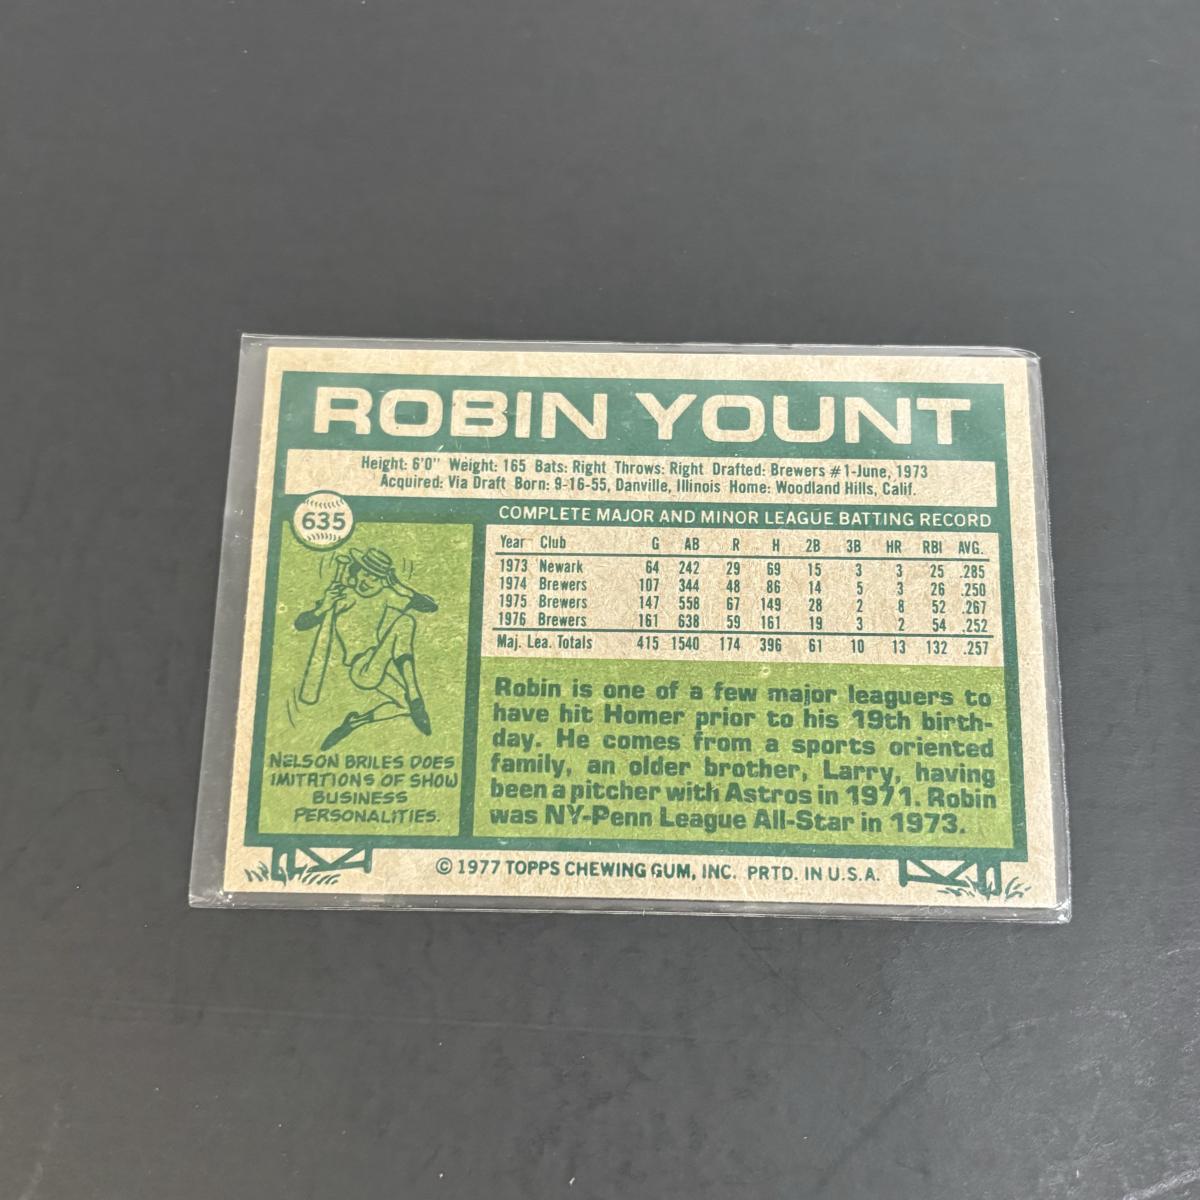 ROBIN YOUNT
Height: 6'0" Weight: 165 Bats: Right Throws: Right Drafted: Brewers #1-June, 1973
Acquired: Via Draft Born: 9-16-55, Danville, Illinois Home: Woodland Hills, Calif.
635
COMPLETE MAJOR AND MINOR LEAGUE BATTING RECORD
Year Club G AB R H 2B 3B HR RBI AVG.
1973 Newark 64 242 29 69 15 3 3 25 .285
1974 Brewers 107 344 48 86 14 5 3 26 .250
1975 Brewers 147 558 67 149 28 2 8 52 .267
1976 Brewers 161 638 59 161 19 3 2 54 .252
Maj. Lea. Totals 415 1540 174 396 61 10 13 132 .257
NELSON BRILES DOES
IMITATIONS OF SHOW
BUSINESS
PERSONALITIES.
Robin is one of a few major leaguers to
have hit Homer prior to his 19th birth-
day. He comes from a sports oriented
family, an older brother, Larry, having
been a pitcher with Astros in 1971. Robin
was NY-Penn League All-Star in 1973.
© 1977 TOPPS CHEWING GUM, INC. PRTD. IN U.S.A.